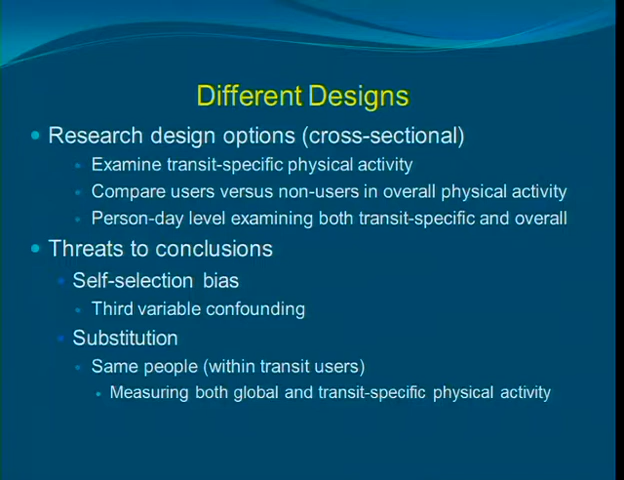 Different Designs
Research design options (cross-sectional)
Examine transit-specific physical activity
Compare users versus non-users in overall physical activity
Person-day level examining both transit-specific and overall
Threats to conclusions
Self-selection bias
Third variable confounding
Substitution
Same people (within transit users)
Measuring both global and transit-specific physical activity